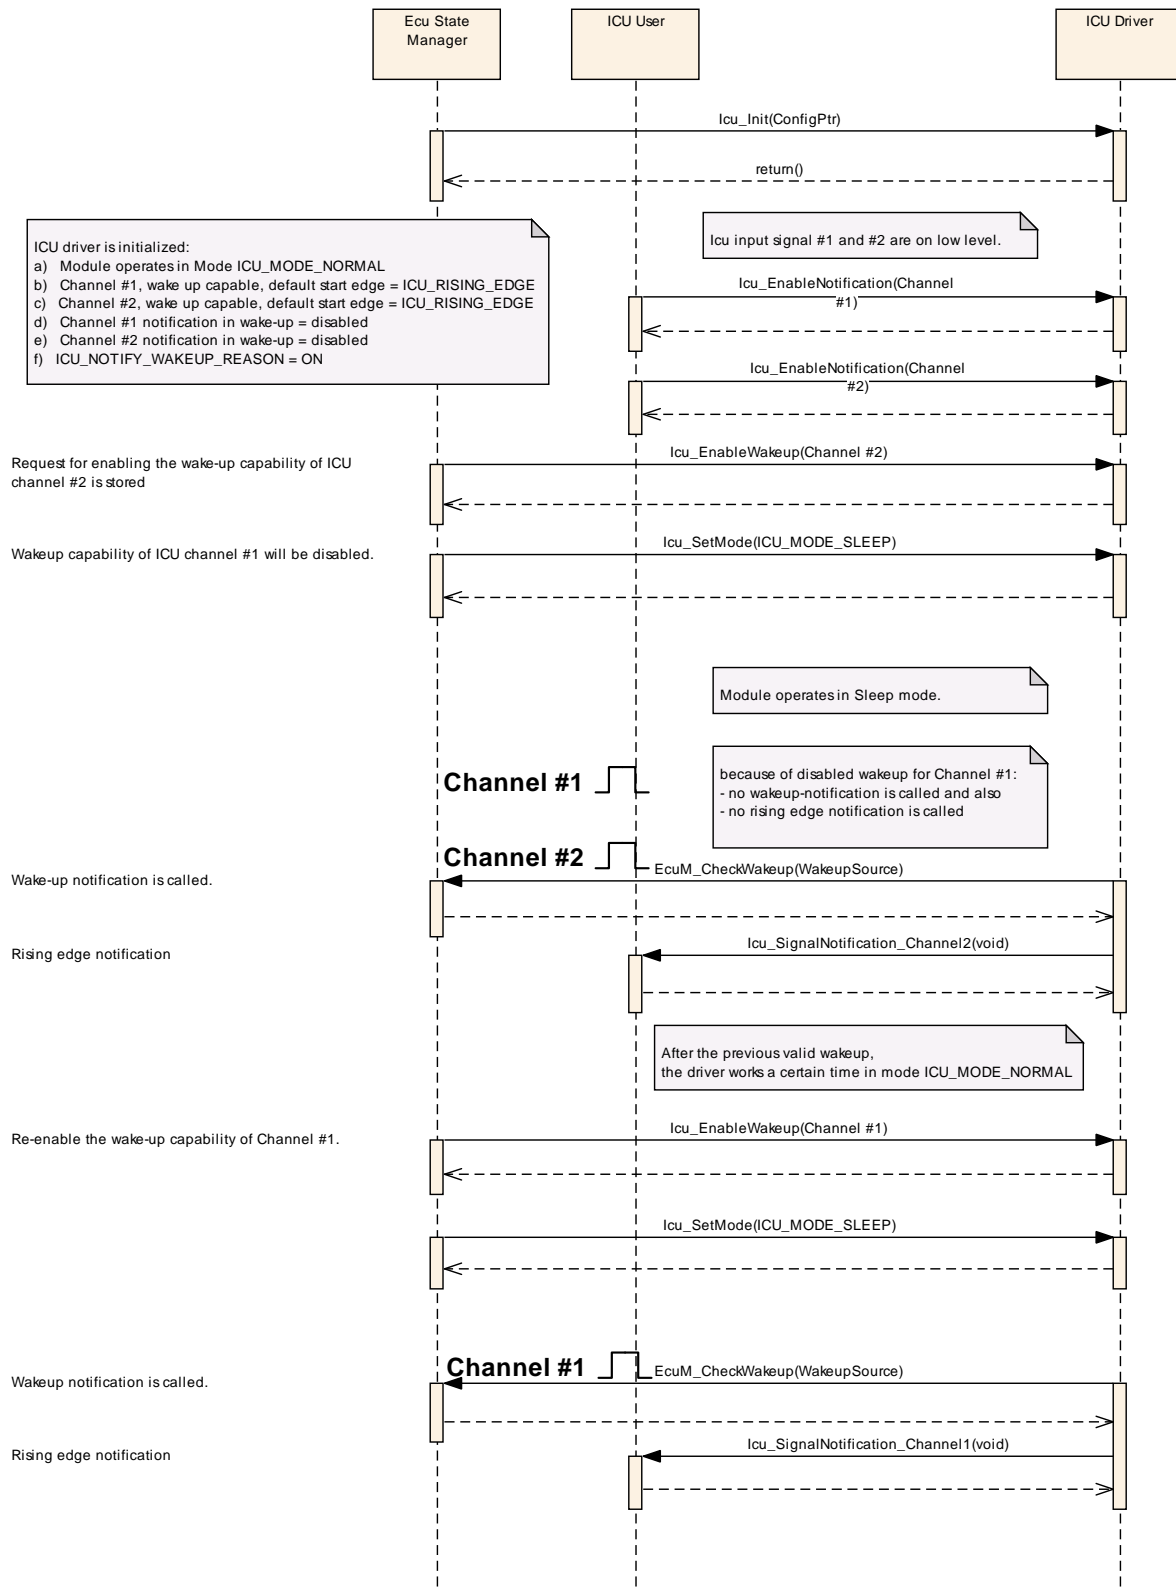 Ecu State
Manager
ICU User
ICU Driver
Icu_Init(ConfigPtr)
return()
ICU driver is initialized:
a) Module operates in Mode ICU_MODE_NORMAL
b) Channel #1, wake up capable, default start edge = ICU_RISING_EDGE
c) Channel #2, wake up capable, default start edge = ICU_RISING_EDGE
d) Channel #1 notification in wake-up = disabled
e) Channel #2 notification in wake-up = disabled
f) ICU_NOTIFY_WAKEUP_REASON = ON
Icu input signal #1 and #2 are on low level.
Icu_EnableNotification(Channel
#1)
Icu_EnableNotification(Channel
#2)
Request for enabling the wake-up capability of ICU
channel #2 is stored
Icu_EnableWakeup(Channel #2)
Wakeup capability of ICU channel #1 will be disabled.
Icu_SetMode(ICU_MODE_SLEEP)
Module operates in Sleep mode.
Channel #1
because of disabled wakeup for Channel #1:
- no wakeup-notification is called and also
- no rising edge notification is called
Channel #2
EcuM_CheckWakeup(WakeupSource)
Wake-up notification is called.
Icu_SignalNotification_Channel2(void)
Rising edge notification
After the previous valid wakeup,
the driver works a certain time in mode ICU_MODE_NORMAL
Icu_EnableWakeup(Channel #1)
Re-enable the wake-up capability of Channel #1.
Icu_SetMode(ICU_MODE_SLEEP)
Channel #1
EcuM_CheckWakeup(WakeupSource)
Wakeup notification is called.
Icu_SignalNotification_Channel1(void)
Rising edge notification